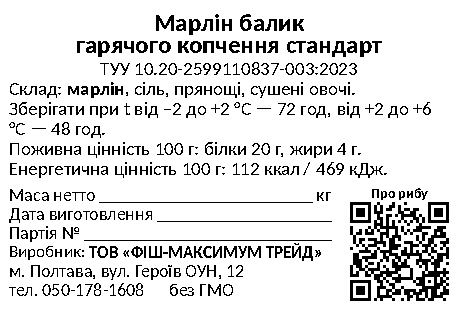 Марлін балик
гарячого копчення стандарт
ТУУ 10.20-2599110837-003:2023
Склад: марлін, сіль, прянощі, сушені овочі.
Зберігати при t від –2 до +2 °С — 72 год, від +2 до +6
°С — 48 год.
Поживна цінність 100 г: білки 20 г, жири 4 г.
Енергетична цінність 100 г: 112 ккал / 469 кДж.
Маса нетто ________________________ кг
Дата виготовлення ____________________
Партія № ____________________________
Про рибу
Виробник: ТОВ «ФІШ-МАКСИМУМ ТРЕЙД»
м. Полтава, вул. Героїв ОУН, 12
тел. 050-178-1608 без ГМО